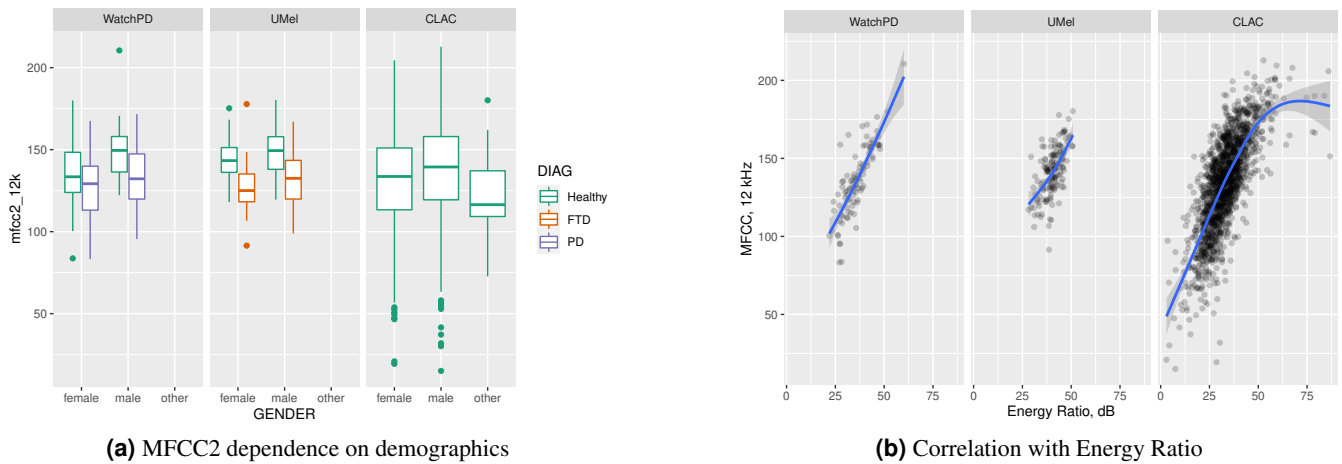 WatchPD UMel CLAC
mfcc2_12k
200
150
100
50
female male other female male other female male other
GENDER
DIAG
Healthy
FTD
PD
(a) MFCC2 dependence on demographics
WatchPD UMel CLAC
MFCC, 12 kHz
200
150
100
50
0 25 50 75 0 25 50 75 0 25 50 75
Energy Ratio, dB
(b) Correlation with Energy Ratio